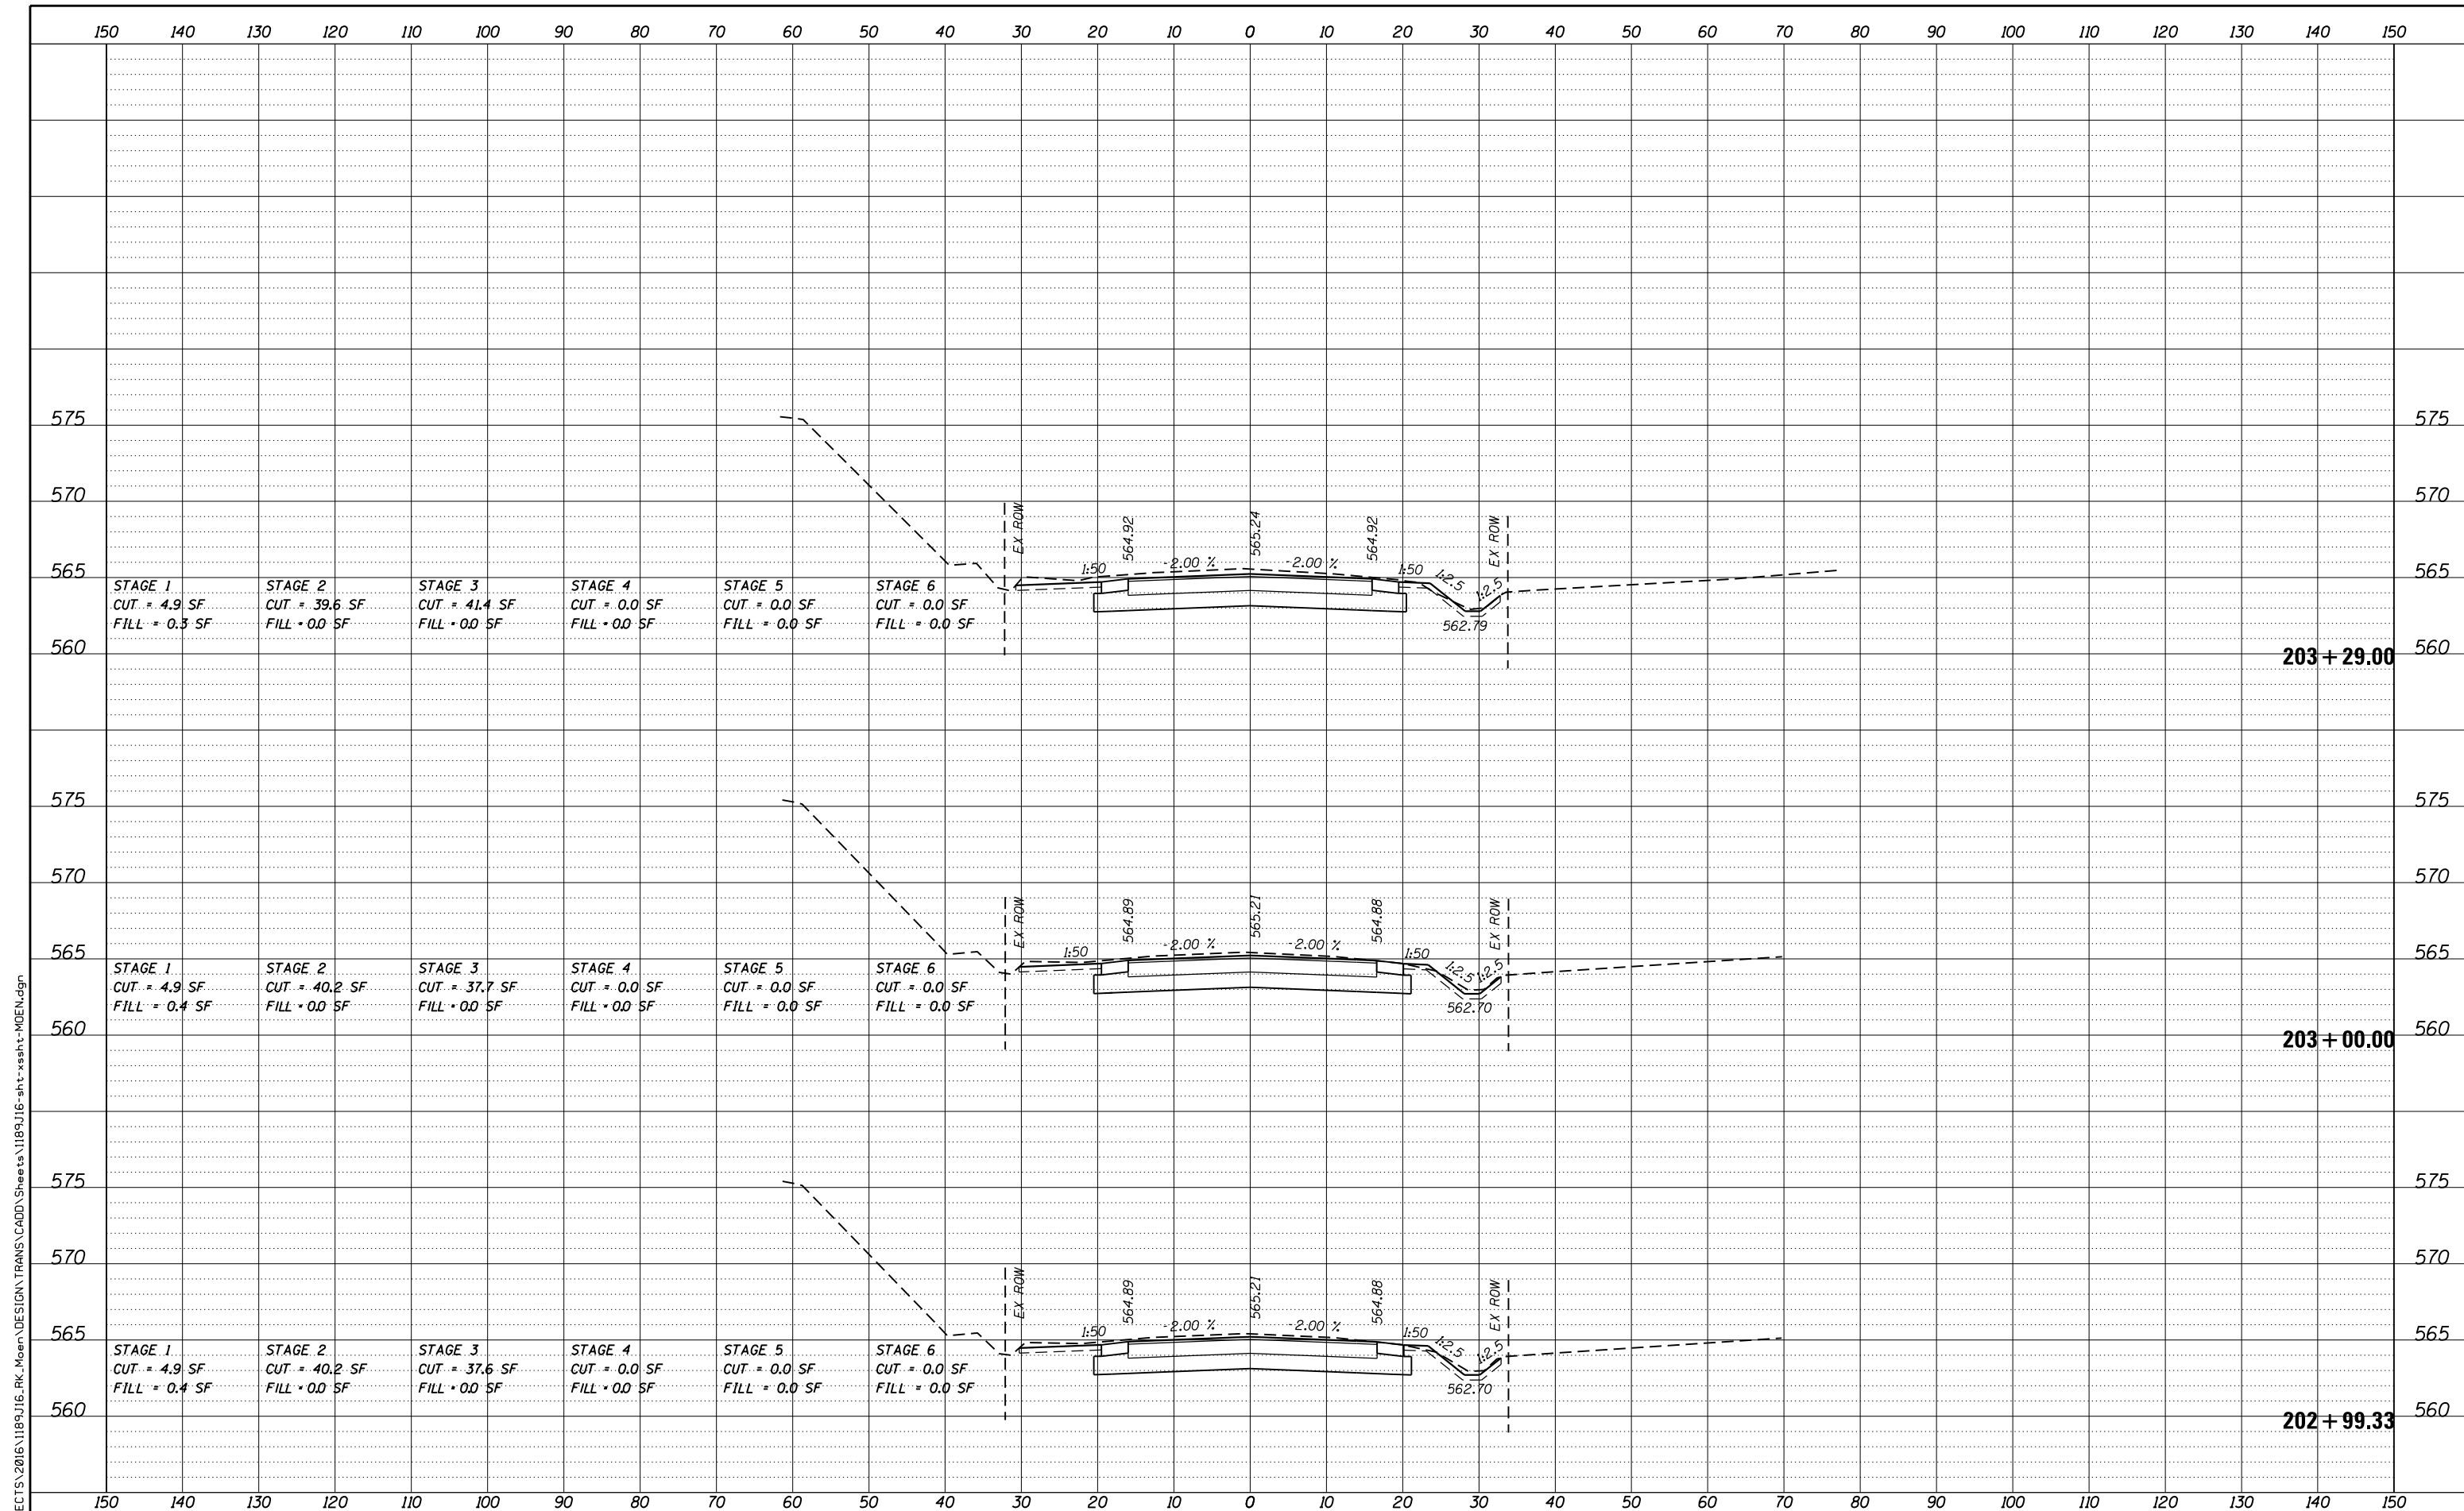 150 140 130 120 110 100 90 80 70 60 50 40 30 20 10 0 10 20 30 40 50 60 70 80 90 100 110 120 130 140 150
575 575
570 570
EX ROW 564.92 565.24 564.92 EX ROW
1:50 -2.00 % -2.00 % 1:50 1:2.5 1:2.5
565 565
STAGE 1 STAGE 2 STAGE 3 STAGE 4 STAGE 5 STAGE 6
CUT = 4.9 SF CUT = 39.6 SF CUT = 41.4 SF CUT = 0.0 SF CUT = 0.0 SF CUT = 0.0 SF
FILL = 0.3 SF FILL = 0.0 SF FILL = 0.0 SF FILL = 0.0 SF FILL = 0.0 SF FILL = 0.0 SF
562.79
560 203+29.00 560
575 575
570 570
EX ROW 564.89 565.21 564.88 EX ROW
1:50 -2.00 % -2.00 % 1:50 1:2.5 1:2.5
565 565
STAGE 1 STAGE 2 STAGE 3 STAGE 4 STAGE 5 STAGE 6
CUT = 4.9 SF CUT = 40.2 SF CUT = 37.7 SF CUT = 0.0 SF CUT = 0.0 SF CUT = 0.0 SF
FILL = 0.4 SF FILL = 0.0 SF FILL = 0.0 SF FILL = 0.0 SF FILL = 0.0 SF FILL = 0.0 SF
562.70
560 203+00.00 560
575 575
570 570
EX ROW 564.89 565.21 564.88 EX ROW
1:50 -2.00 % -2.00 % 1:50 1:2.5 1:2.5
565 565
STAGE 1 STAGE 2 STAGE 3 STAGE 4 STAGE 5 STAGE 6
CUT = 4.9 SF CUT = 40.2 SF CUT = 37.6 SF CUT = 0.0 SF CUT = 0.0 SF CUT = 0.0 SF
FILL = 0.4 SF FILL = 0.0 SF FILL = 0.0 SF FILL = 0.0 SF FILL = 0.0 SF FILL = 0.0 SF
562.70
560 202+99.33 560
150 140 130 120 110 100 90 80 70 60 50 40 30 20 10 0 10 20 30 40 50 60 70 80 90 100 110 120 130 140 150
ECTS\2016\1189J16_RK_Moen\DESIGN\TRANS\CADD\Sheets\1189J16-sht-xssht-MOEN.dgn